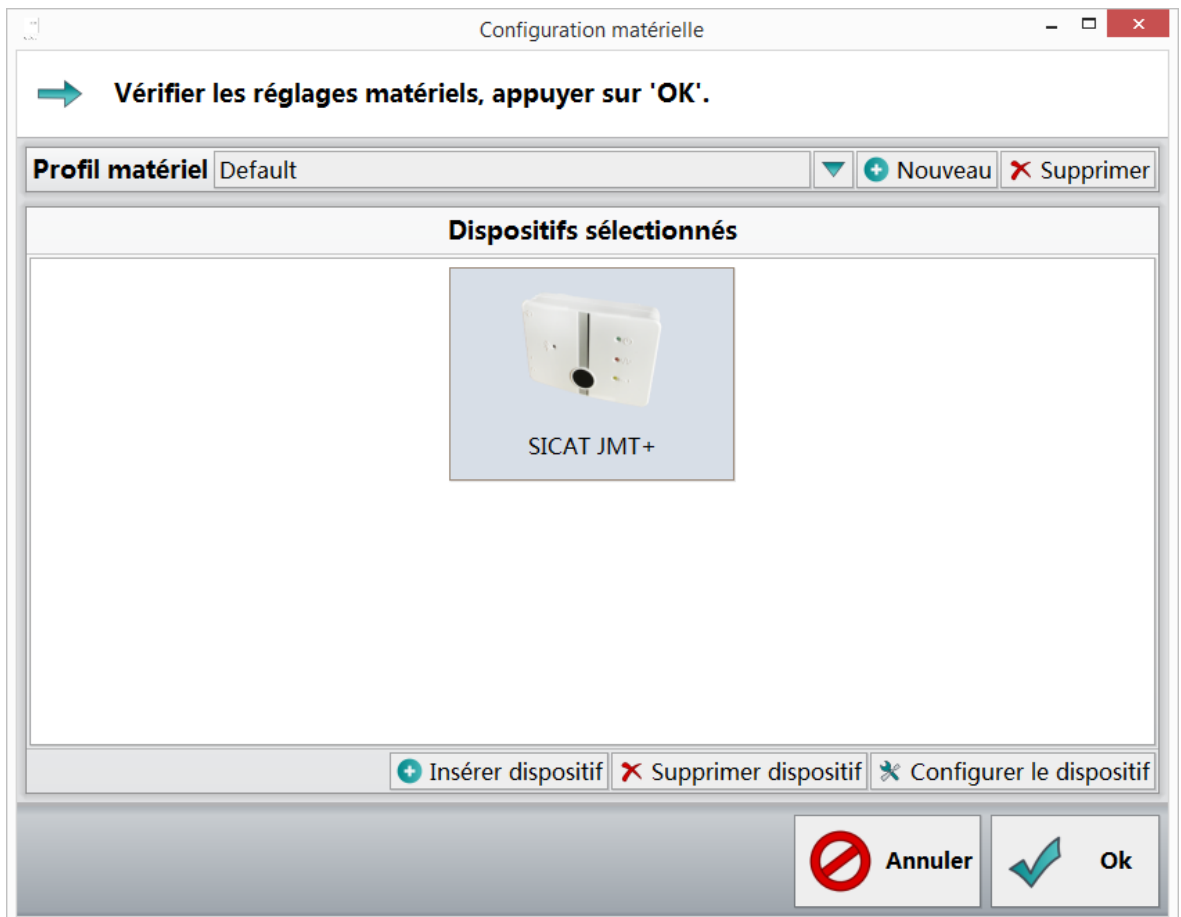 Configuration matérielle
Vérifier les réglages matériels, appuyer sur 'OK'.
Profil matériel Default Nouveau Supprimer
Dispositifs sélectionnés
SICAT JMT+
Insérer dispositif Supprimer dispositif Configurer le dispositif
Annuler Ok